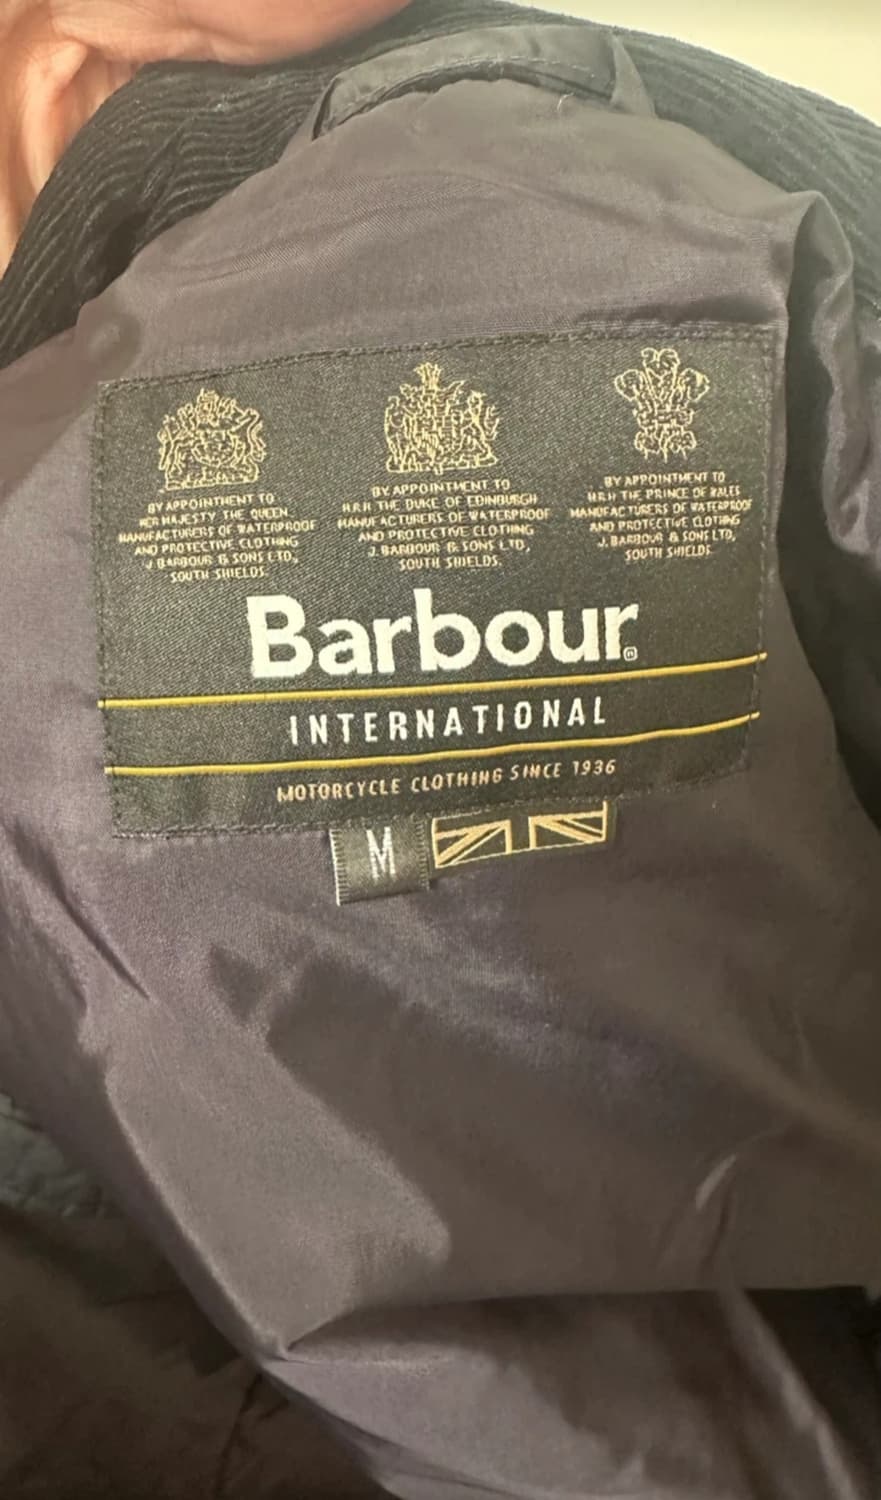 BY APPOINTMENT TO
HER MAJESTY THE QUEEN
MANUFACTURERS OF WATERPROOF
AND PROTECTIVE CLOTHING
J. BARBOUR & SONS LTD,
SOUTH SHIELDS.
BY APPOINTMENT TO
H.R.H THE DUKE OF EDINBURGH
MANUFACTURERS OF WATERPROOF
AND PROTECTIVE CLOTHING
J. BARBOUR & SONS LTD,
SOUTH SHIELDS.
BY APPOINTMENT TO
H.R.H THE PRINCE OF WALES
MANUFACTURERS OF WATERPROOF
AND PROTECTIVE CLOTHING
J. BARBOUR & SONS LTD,
SOUTH SHIELDS
Barbour®
INTERNATIONAL
MOTORCYCLE CLOTHING SINCE 1936
M